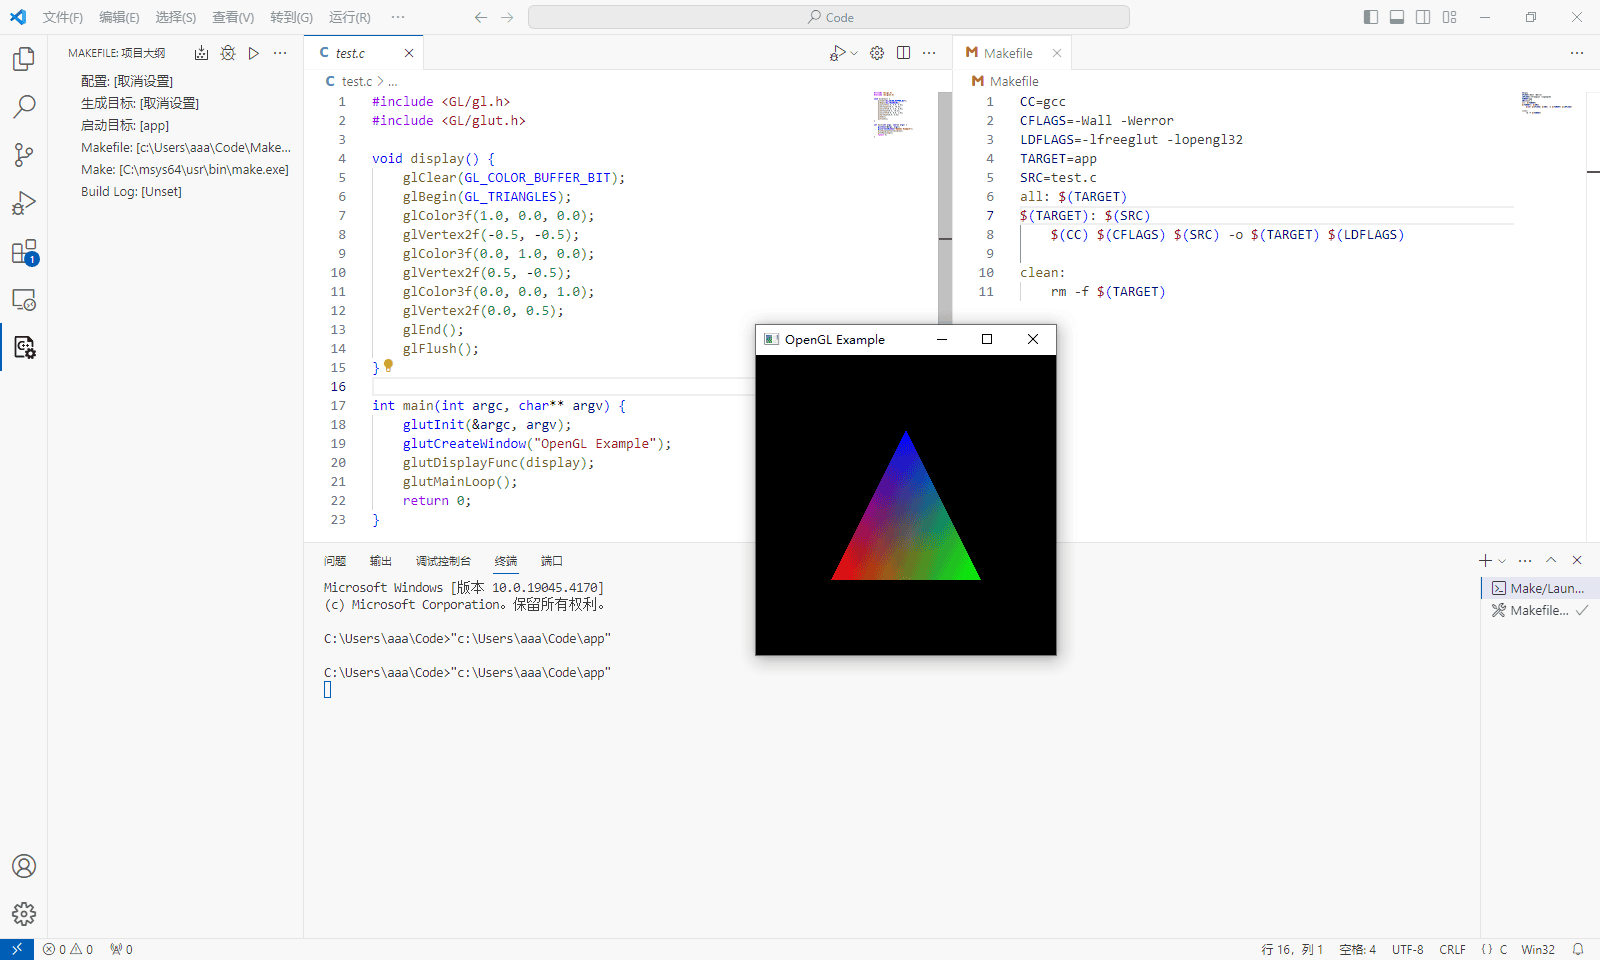 文件(F) 编辑(E) 选择(S) 查看(V) 转到(G) 运行(R) ··· Code
MAKEFILE: 项目大纲
配置: [取消设置]
生成目标: [取消设置]
启动目标: [app]
Makefile: [c:\Users\aaa\Code\Make...
Make: [C:\msys64\usr\bin\make.exe]
Build Log: [Unset]
1
C test.c
C test.c > ...
1 #include <GL/gl.h>
2 #include <GL/glut.h>
3
4 void display() {
5 glClear(GL_COLOR_BUFFER_BIT);
6 glBegin(GL_TRIANGLES);
7 glColor3f(1.0, 0.0, 0.0);
8 glVertex2f(-0.5, -0.5);
9 glColor3f(0.0, 1.0, 0.0);
10 glVertex2f(0.5, -0.5);
11 glColor3f(0.0, 0.0, 1.0);
12 glVertex2f(0.0, 0.5);
13 glEnd();
14 glFlush();
15 }
16
17 int main(int argc, char** argv) {
18 glutInit(&argc, argv);
19 glutCreateWindow("OpenGL Example");
20 glutDisplayFunc(display);
21 glutMainLoop();
22 return 0;
23 }
M Makefile
M Makefile
1 CC=gcc
2 CFLAGS=-Wall -Werror
3 LDFLAGS=-lfreeglut -lopengl32
4 TARGET=app
5 SRC=test.c
6 all: $(TARGET)
7 $(TARGET): $(SRC)
8 $(CC) $(CFLAGS) $(SRC) -o $(TARGET) $(LDFLAGS)
9
10 clean:
11 rm -f $(TARGET)
OpenGL Example
问题 输出 调试控制台 终端 端口
Microsoft Windows [版本 10.0.19045.4170]
(c) Microsoft Corporation。保留所有权利。
C:\Users\aaa\Code>"c:\Users\aaa\Code\app"
C:\Users\aaa\Code>"c:\Users\aaa\Code\app"
Make/Laun...
Makefile...
0 0 0
行 16，列 1 空格: 4 UTF-8 CRLF {} C Win32